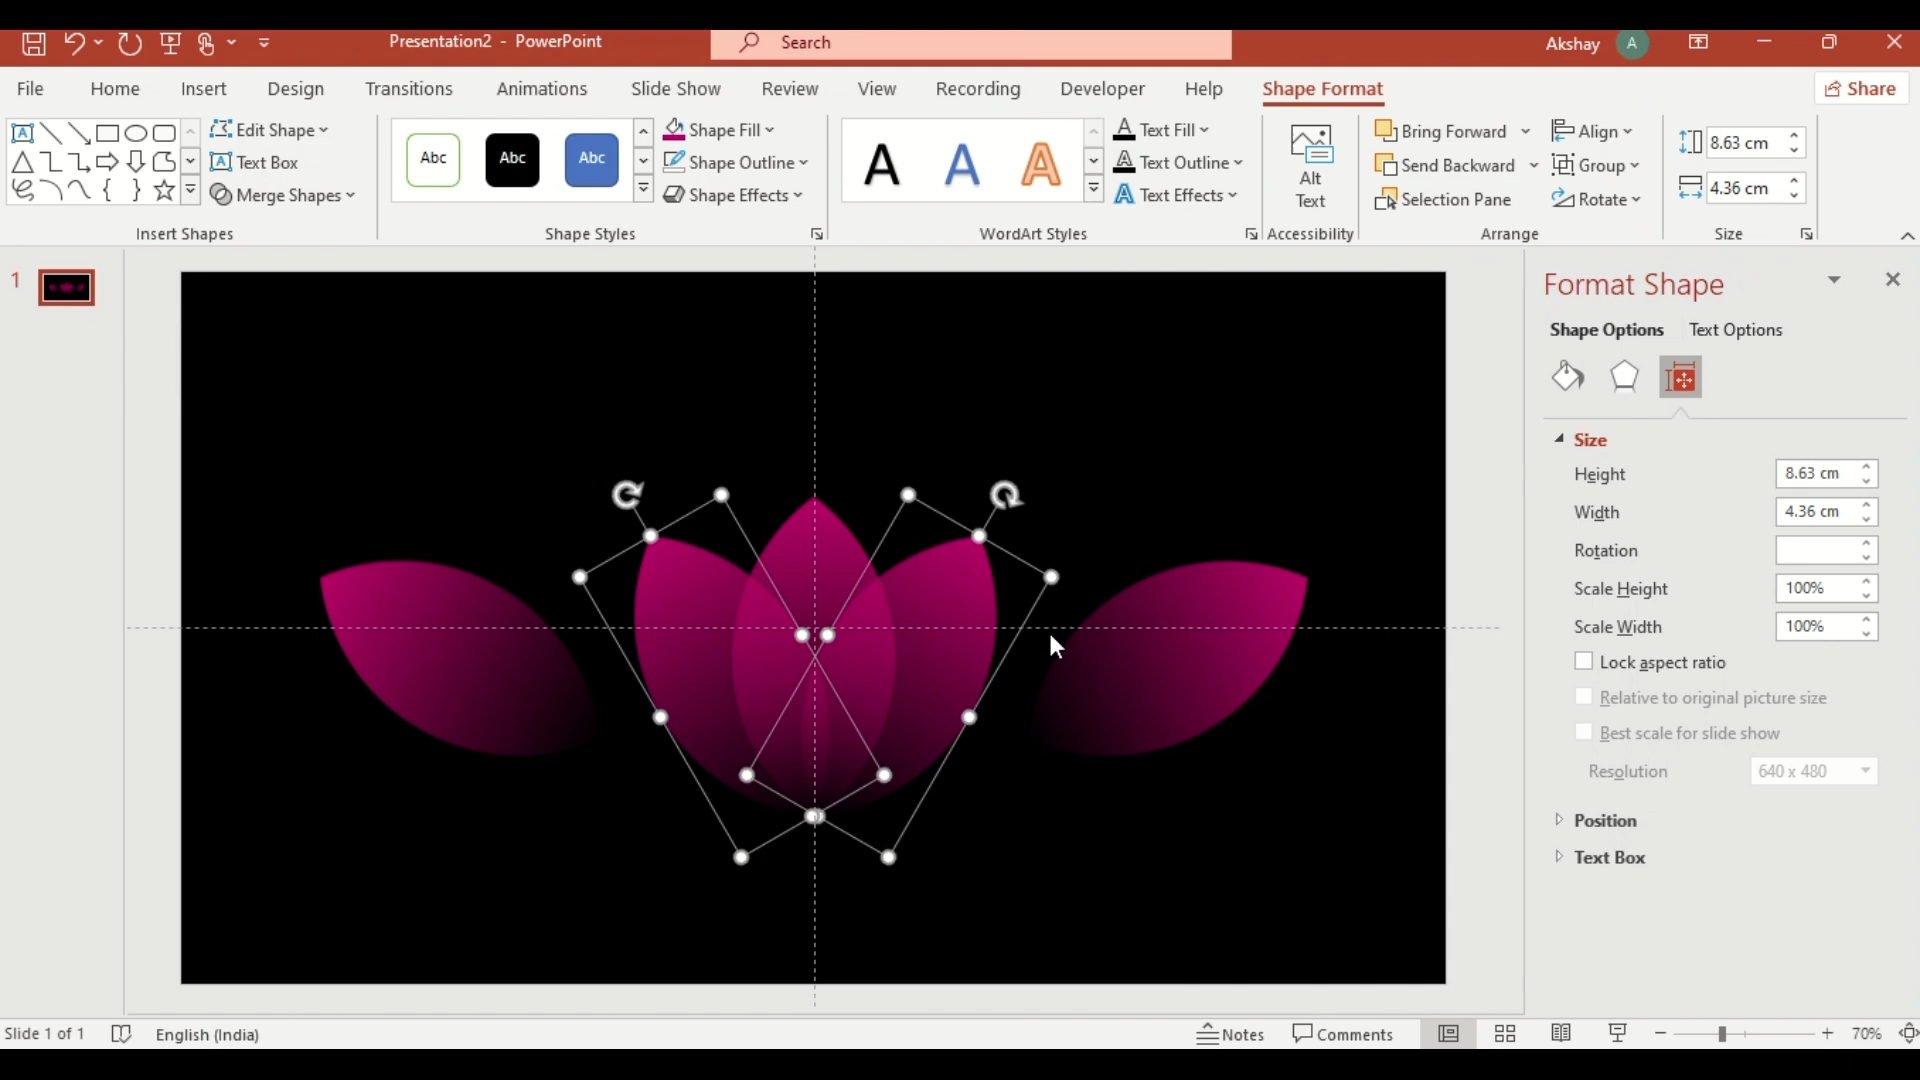 Presentation2 - PowerPoint
Search
Akshay
A
File Home Insert Design Transitions Animations Slide Show Review View Recording Developer Help Shape Format
Share
Edit Shape
Text Box
Merge Shapes
Insert Shapes
Abc Abc Abc
Shape Fill
Shape Outline
Shape Effects
Shape Styles
A A A
Text Fill
Text Outline
Text Effects
WordArt Styles
Alt
Text
Accessibility
Bring Forward
Send Backward
Selection Pane
Align
Group
Rotate
Arrange
8.63 cm
4.36 cm
Size
1
Format Shape
Shape Options Text Options
Size
Height 8.63 cm
Width 4.36 cm
Rotation
Scale Height 100%
Scale Width 100%
Lock aspect ratio
Relative to original picture size
Best scale for slide show
Resolution 640 x 480
Position
Text Box
Slide 1 of 1
English (India)
Notes
Comments
70%